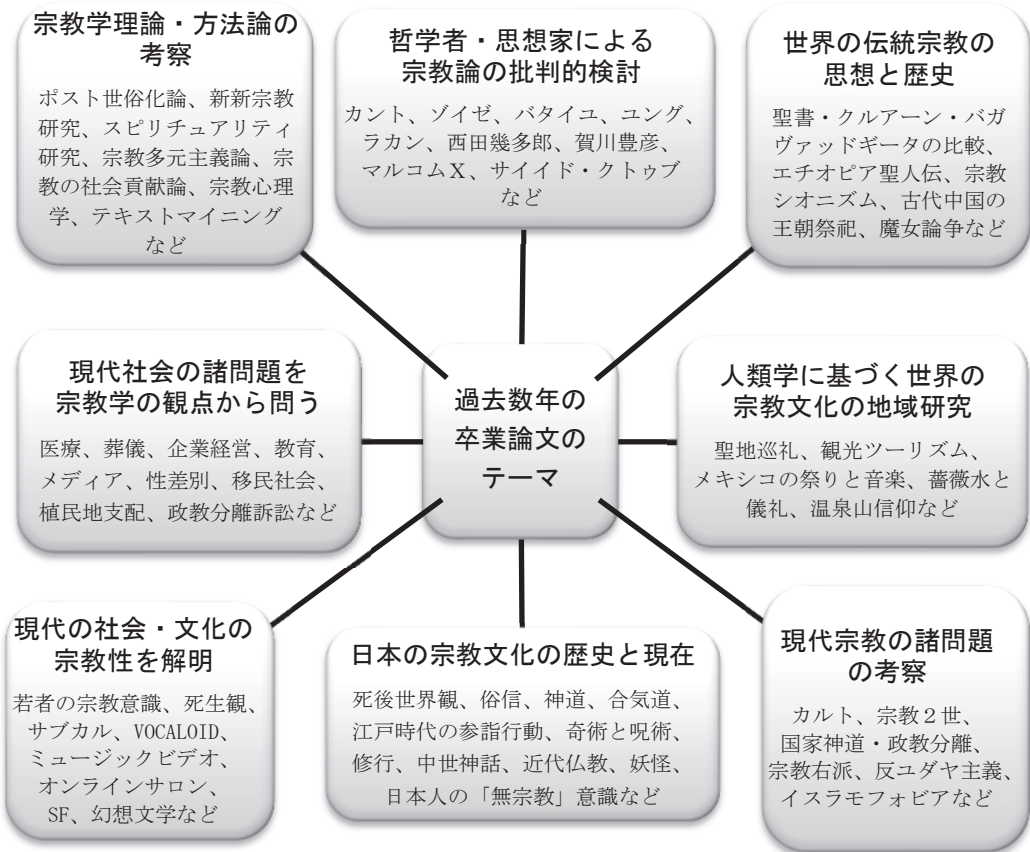 宗教学理論・方法論の
考察
ポスト世俗化論、新新宗教
研究、スピリチュアリティ
研究、宗教多元主義論、宗
教の社会貢献論、宗教心理
学、テキストマイニング
など
哲学者・思想家による
宗教論の批判的検討
カント、ゾイゼ、バタイユ、ユング、
ラカン、西田幾多郎、賀川豊彦、
マルコムX、サイイド・クトゥブ
など
世界の伝統宗教の
思想と歴史
聖書・クルアーン・バガ
ヴァッドギータの比較、
エチオピア聖人伝、宗教
シオニズム、古代中国の
王朝祭祀、魔女論争など
現代社会の諸問題を
宗教学の観点から問う
医療、葬儀、企業経営、教育、
メディア、性差別、移民社会、
植民地支配、政教分離訴訟など
過去数年の
卒業論文の
テーマ
人類学に基づく世界の
宗教文化の地域研究
聖地巡礼、観光ツーリズム、
メキシコの祭りと音楽、薔薇水と
儀礼、温泉山信仰など
現代の社会・文化の
宗教性を解明
若者の宗教意識、死生観、
サブカル、VOCALOID、
ミュージックビデオ、
オンラインサロン、
SF、幻想文学など
日本の宗教文化の歴史と現在
死後世界観、俗信、神道、合気道、
江戸時代の参詣行動、奇術と呪術、
修行、中世神話、近代仏教、妖怪、
日本人の「無宗教」意識など
現代宗教の諸問題
の考察
カルト、宗教２世、
国家神道・政教分離、
宗教右派、反ユダヤ主義、
イスラモフォビアなど